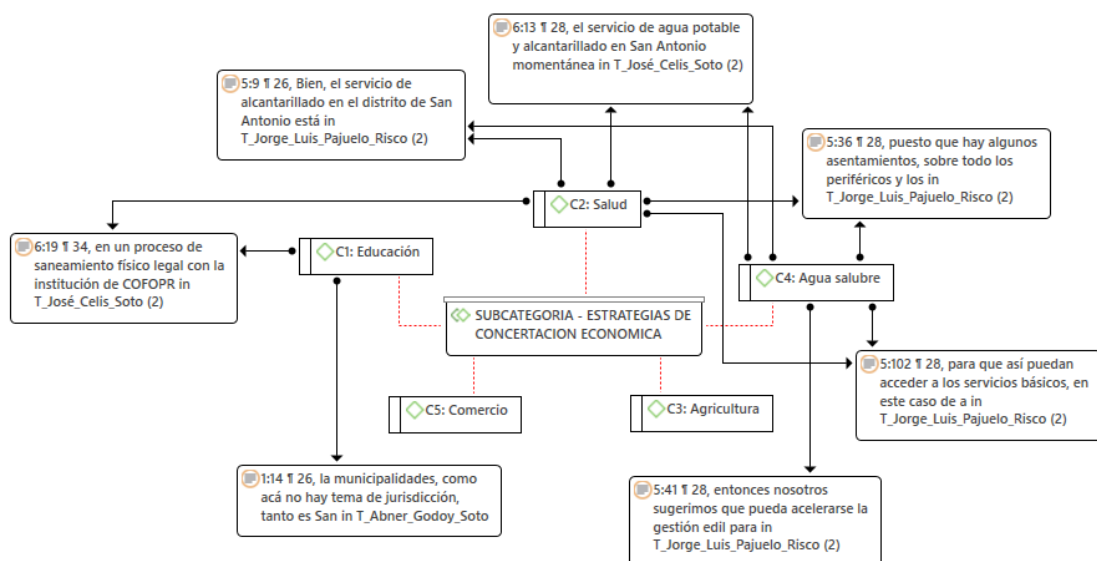 6:13 ¶ 28, el servicio de agua potable
y alcantarillado en San Antonio
momentánea in T_José_Celis_Soto (2)
5:9 ¶ 26, Bien, el servicio de
alcantarillado en el distrito de San
Antonio está in
T_Jorge_Luis_Pajuelo_Risco (2)
5:36 ¶ 28, puesto que hay algunos
asentamientos, sobre todo los
periféricos y los in
T_Jorge_Luis_Pajuelo_Risco (2)
C2: Salud
6:19 ¶ 34, en un proceso de
saneamiento físico legal con la
institución de COFOPR in
T_José_Celis_Soto (2)
C1: Educación
C4: Agua salubre
SUBCATEGORIA - ESTRATEGIAS DE
CONCERTACION ECONOMICA
5:102 ¶ 28, para que así puedan
acceder a los servicios básicos, en
este caso de a in
T_Jorge_Luis_Pajuelo_Risco (2)
C5: Comercio
C3: Agricultura
1:14 ¶ 26, la municipalidades, como
acá no hay tema de jurisdicción,
tanto es San in T_Abner_Godoy_Soto
5:41 ¶ 28, entonces nosotros
sugerimos que pueda acelerarse la
gestión edil para in
T_Jorge_Luis_Pajuelo_Risco (2)